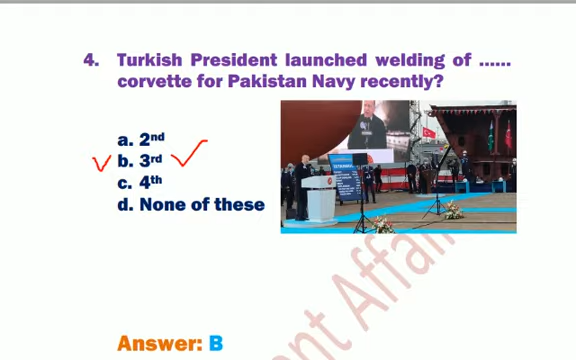 4. Turkish President launched welding of ......
corvette for Pakistan Navy recently?
a. 2nd
b. 3rd
c. 4th
d. None of these
Answer: B